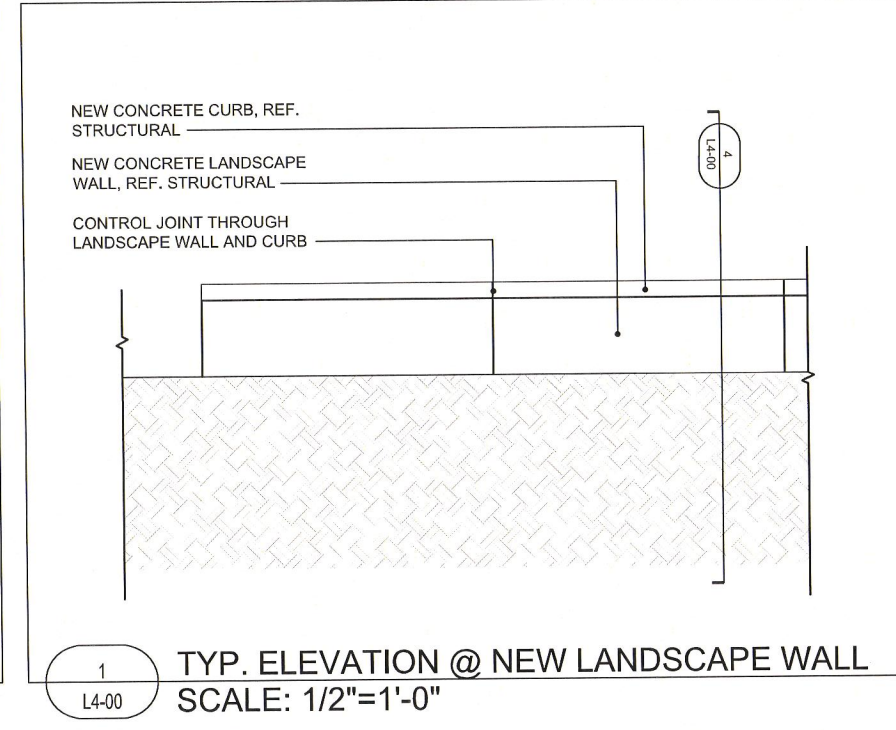 NEW CONCRETE CURB, REF.
STRUCTURAL
NEW CONCRETE LANDSCAPE
WALL, REF. STRUCTURAL
CONTROL JOINT THROUGH
LANDSCAPE WALL AND CURB
4
L4-00
1
L4-00
TYP. ELEVATION @ NEW LANDSCAPE WALL
SCALE: 1/2"=1'-0"